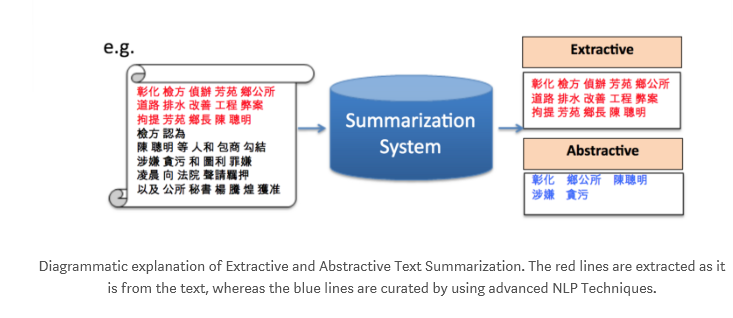 e.g.
彰化 檢方 偵辦 芳苑 鄉公所
道路 排水 改善 工程 弊案
拘提 芳苑 鄉長 陳 聰明
檢方 認為
陳 聰明 等 人和 包商 勾結
涉嫌 貪污 和 圖利 罪嫌
凌晨 向 法院 聲請羈押
以及 公所 秘書 楊 騰 煌 獲准
Summarization
System
Extractive
彰化 檢方 偵辦 芳苑 鄉公所
道路 排水 改善 工程 弊案
拘提 芳苑 鄉長 陳 聰明
Abstractive
彰化 鄉公所 陳聰明
涉嫌 貪污
Diagrammatic explanation of Extractive and Abstractive Text Summarization. The red lines are extracted as it
is from the text, whereas the blue lines are curated by using advanced NLP Techniques.